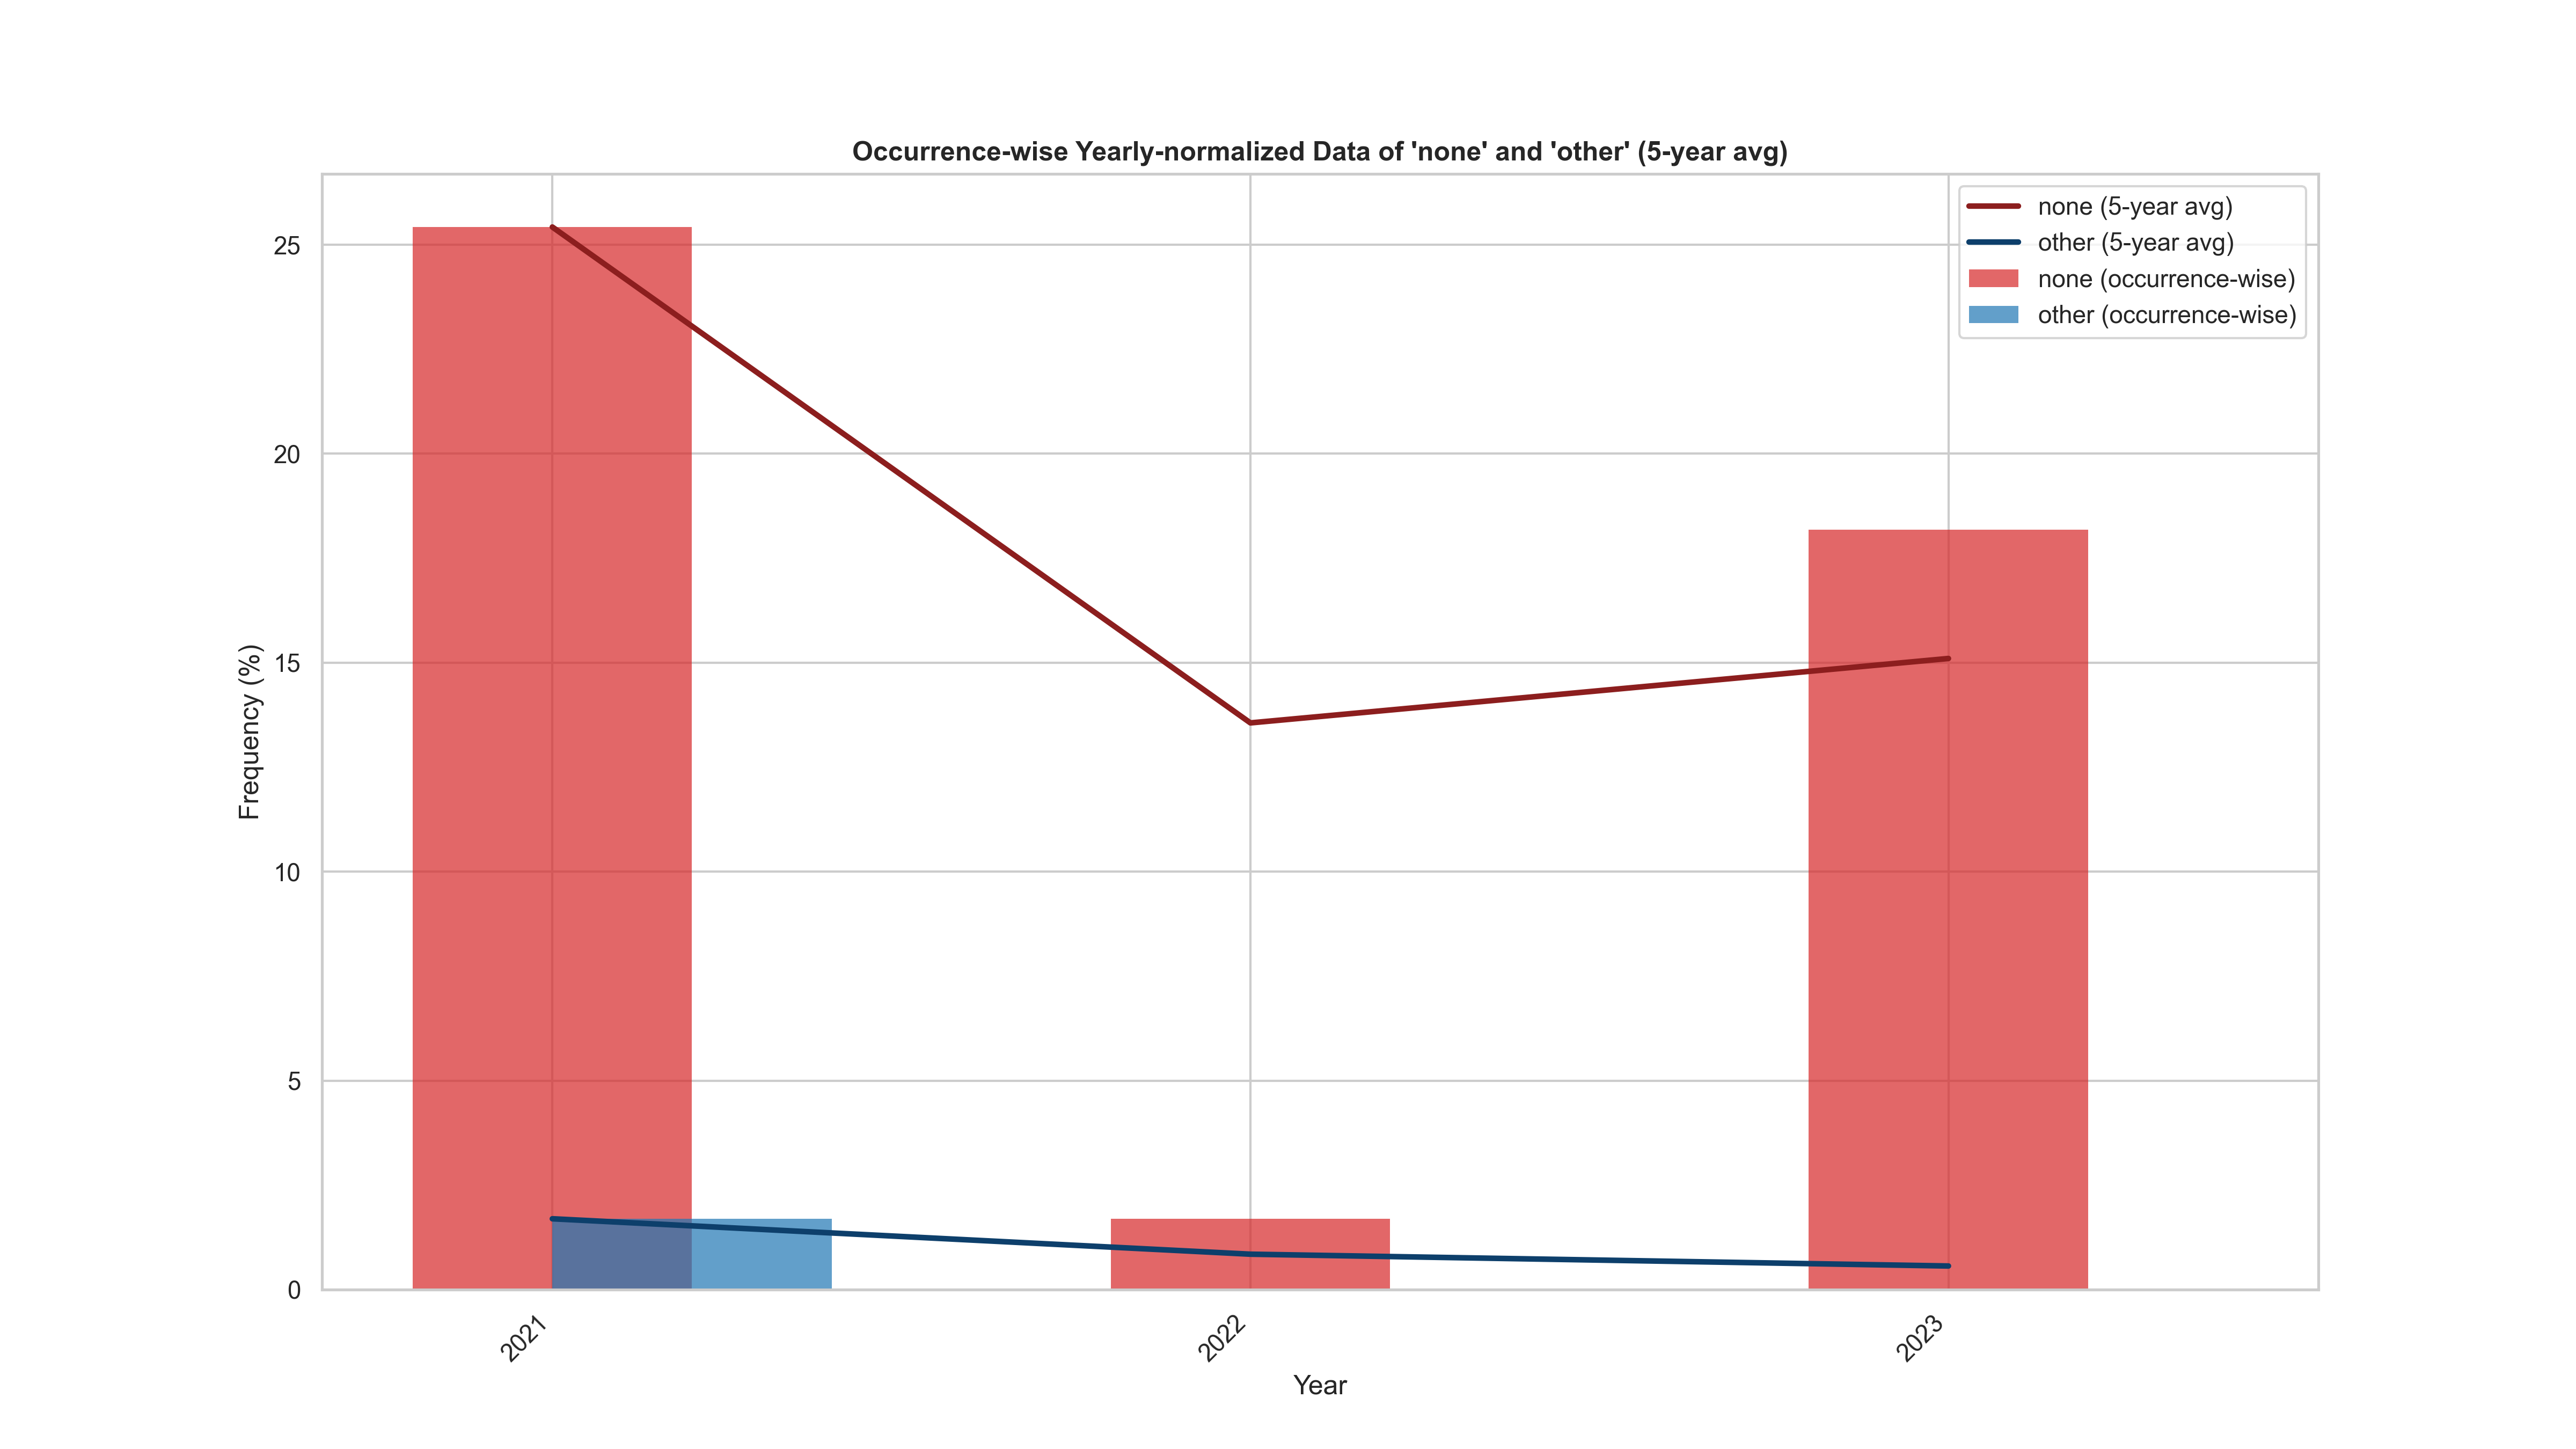 Occurrence-wise Yearly-normalized Data of 'none' and 'other' (5-year avg)
none (5-year avg)
other (5-year avg)
none (occurrence-wise)
other (occurrence-wise)
25
20
15
10
5
0
Frequency (%)
2021
2022
2023
Year